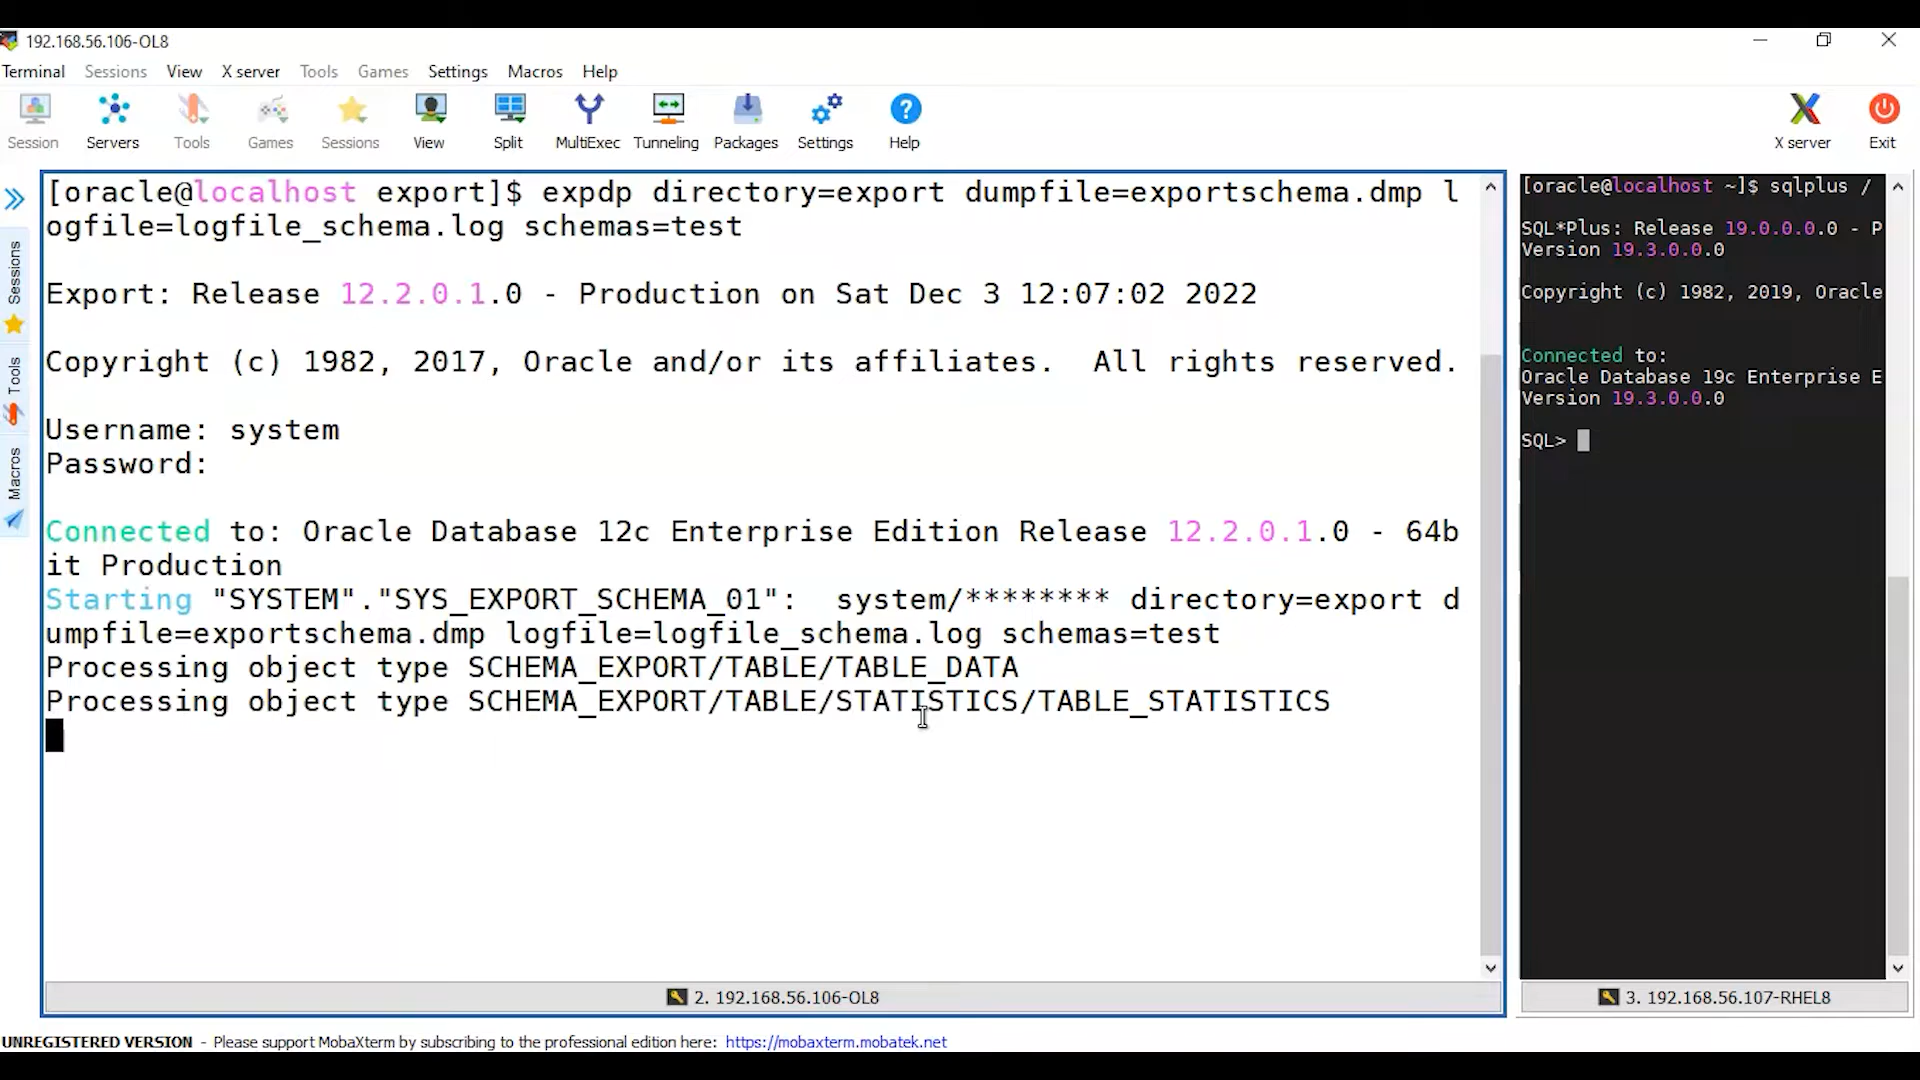 192.168.56.106-OL8
Terminal Sessions View X server Tools Games Settings Macros Help
Session Servers Tools Games Sessions View Split MultiExec Tunneling Packages Settings Help X server Exit
Sessions
Tools
Macros
[oracle@localhost export]$ expdp directory=export dumpfile=exportschema.dmp l
ogfile=logfile_schema.log schemas=test
Export: Release 12.2.0.1.0 - Production on Sat Dec 3 12:07:02 2022
Copyright (c) 1982, 2017, Oracle and/or its affiliates.  All rights reserved.
Username: system
Password:
Connected to: Oracle Database 12c Enterprise Edition Release 12.2.0.1.0 - 64b
it Production
Starting "SYSTEM"."SYS_EXPORT_SCHEMA_01":  system/******** directory=export d
umpfile=exportschema.dmp logfile=logfile_schema.log schemas=test
Processing object type SCHEMA_EXPORT/TABLE/TABLE_DATA
Processing object type SCHEMA_EXPORT/TABLE/STATISTICS/TABLE_STATISTICS
2. 192.168.56.106-OL8
[oracle@localhost ~]$ sqlplus /
SQL*Plus: Release 19.0.0.0.0 - P
Version 19.3.0.0.0
Copyright (c) 1982, 2019, Oracle
Connected to:
Oracle Database 19c Enterprise E
Version 19.3.0.0.0
SQL>
3. 192.168.56.107-RHEL8
UNREGISTERED VERSION - Please support MobaXterm by subscribing to the professional edition here: https://mobaxterm.mobatek.net